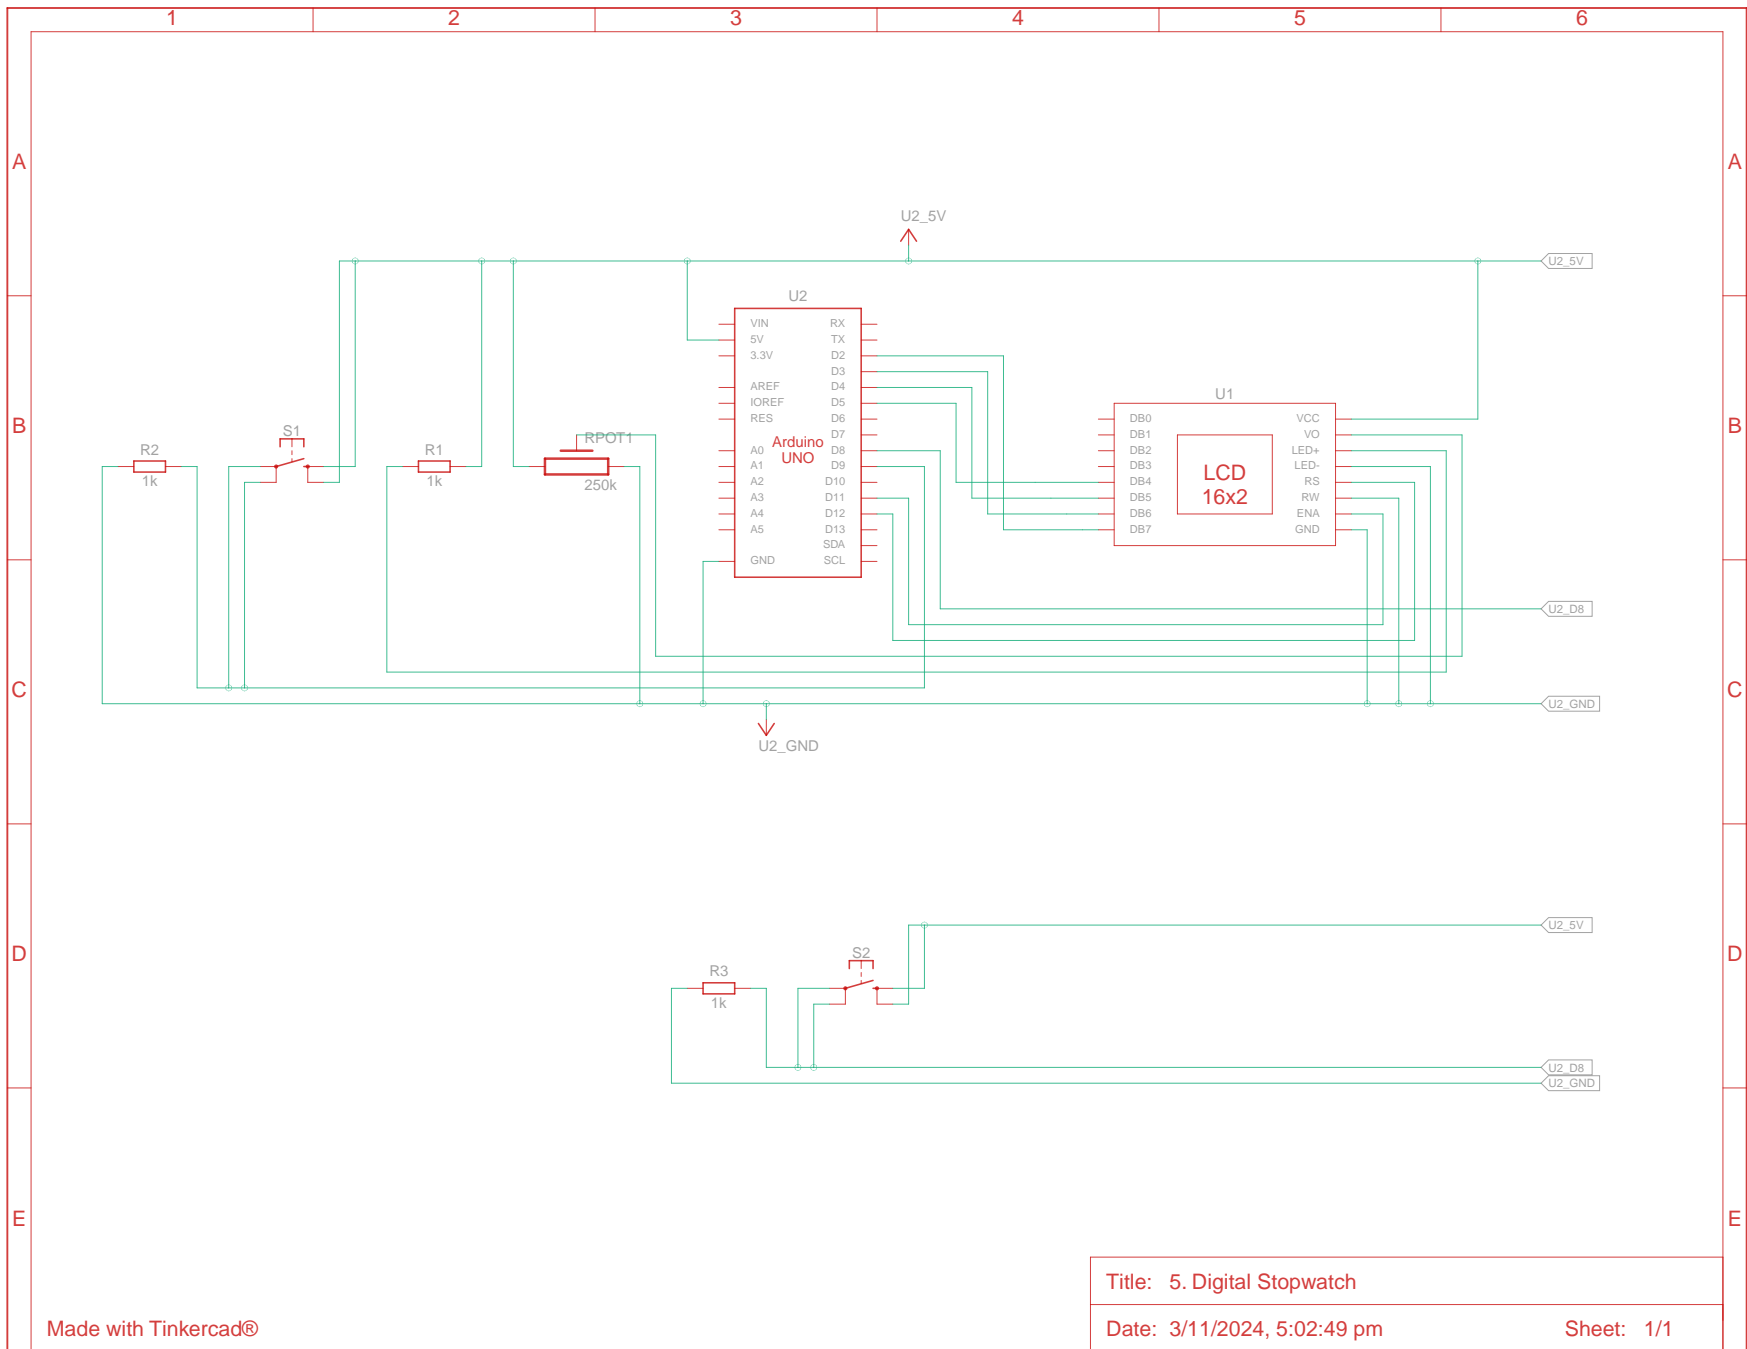 1 2 3 4 5 6
A A
U2_5V
U2_5V
U2
VIN RX
5V TX
3.3V D2
D3
AREF D4
IOREF D5
RES D6
D7
A0 D8
A1 D9
A2 D10
A3 D11
A4 D12
A5 D13
SDA
GND SCL
Arduino
UNO
U1
DB0 VCC
DB1 VO
DB2 LED+
DB3 LED-
DB4 RS
DB5 RW
DB6 ENA
DB7 GND
LCD
16x2
B B
R2
1k
S1
R1
1k
RPOT1
250k
U2_D8
C C
U2_GND
U2_GND
U2_5V
D D
R3
1k
S2
U2_D8
U2_GND
E E
Title: 5. Digital Stopwatch
Made with Tinkercad®
Date: 3/11/2024, 5:02:49 pm Sheet: 1/1